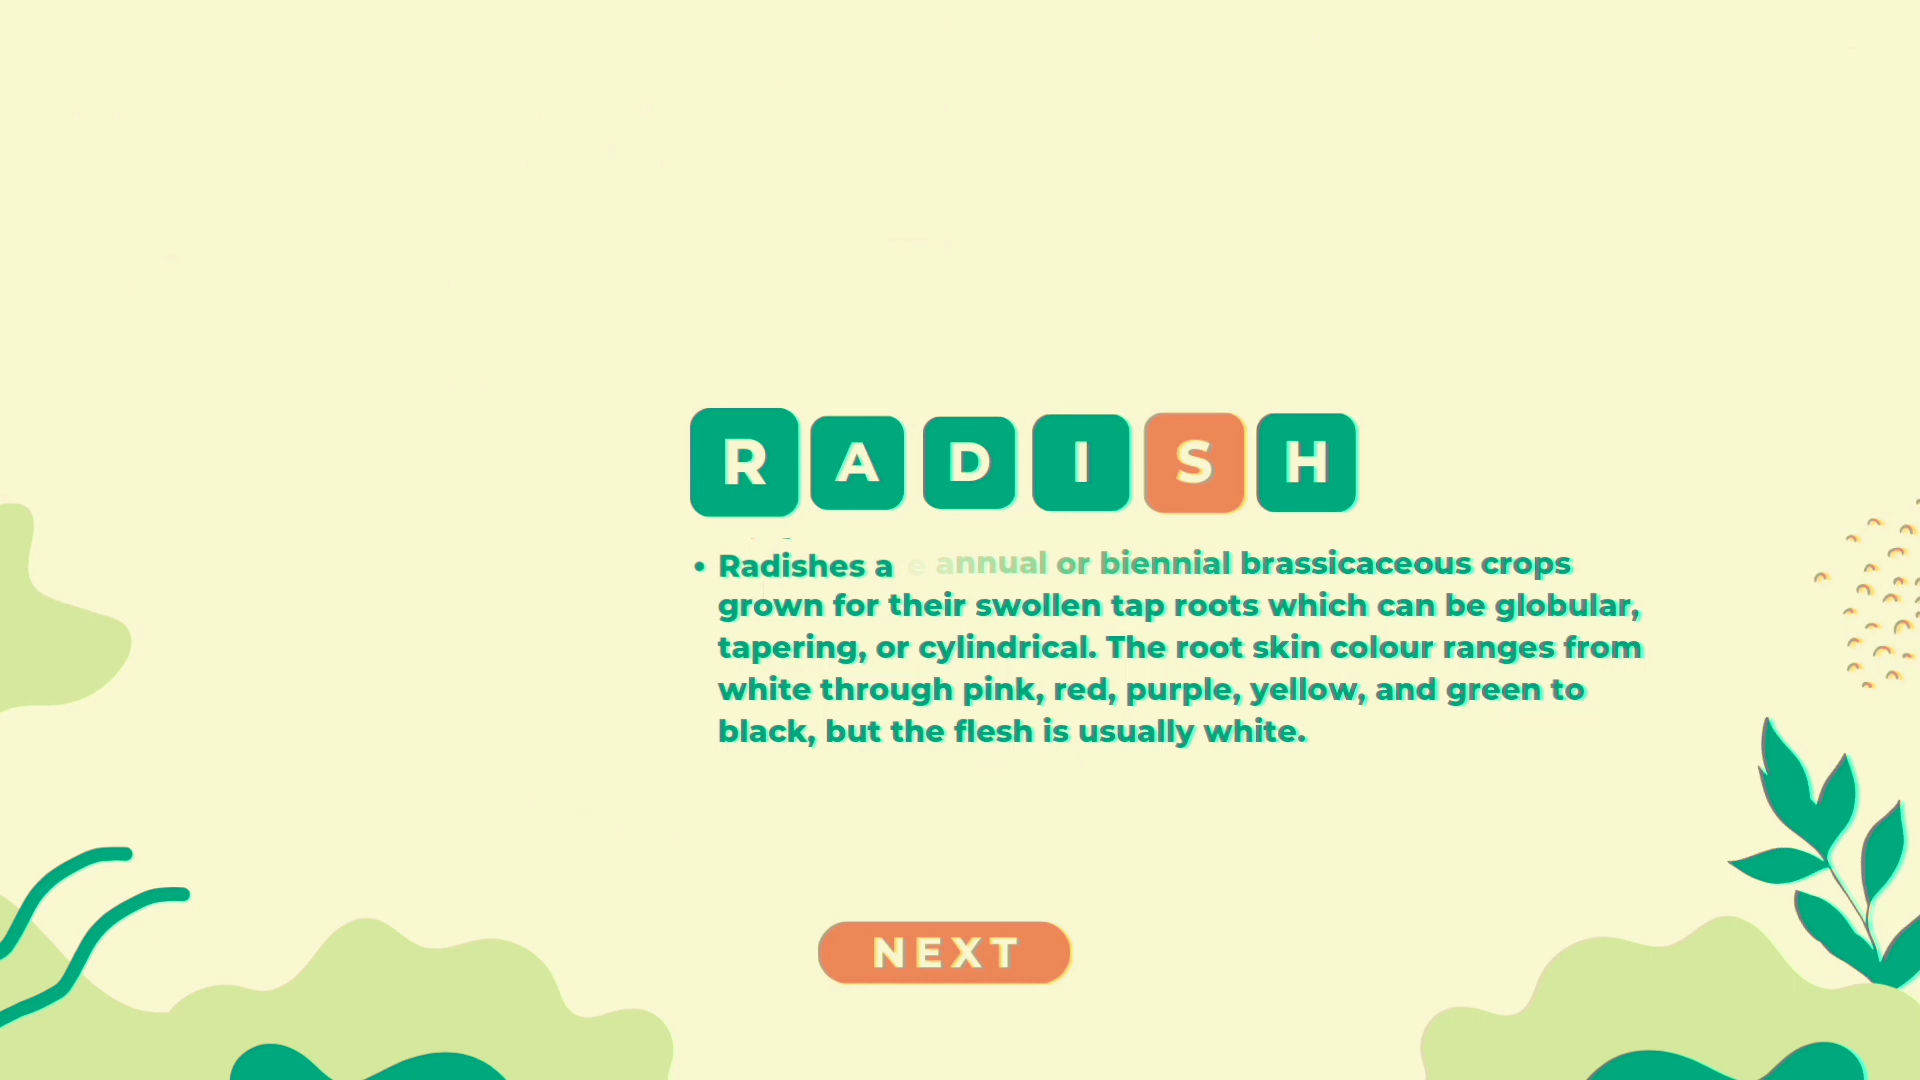 RADISH
• Radishes a e annual or biennial brassicaceous crops
grown for their swollen tap roots which can be globular,
tapering, or cylindrical. The root skin colour ranges from
white through pink, red, purple, yellow, and green to
black, but the flesh is usually white.
NEXT